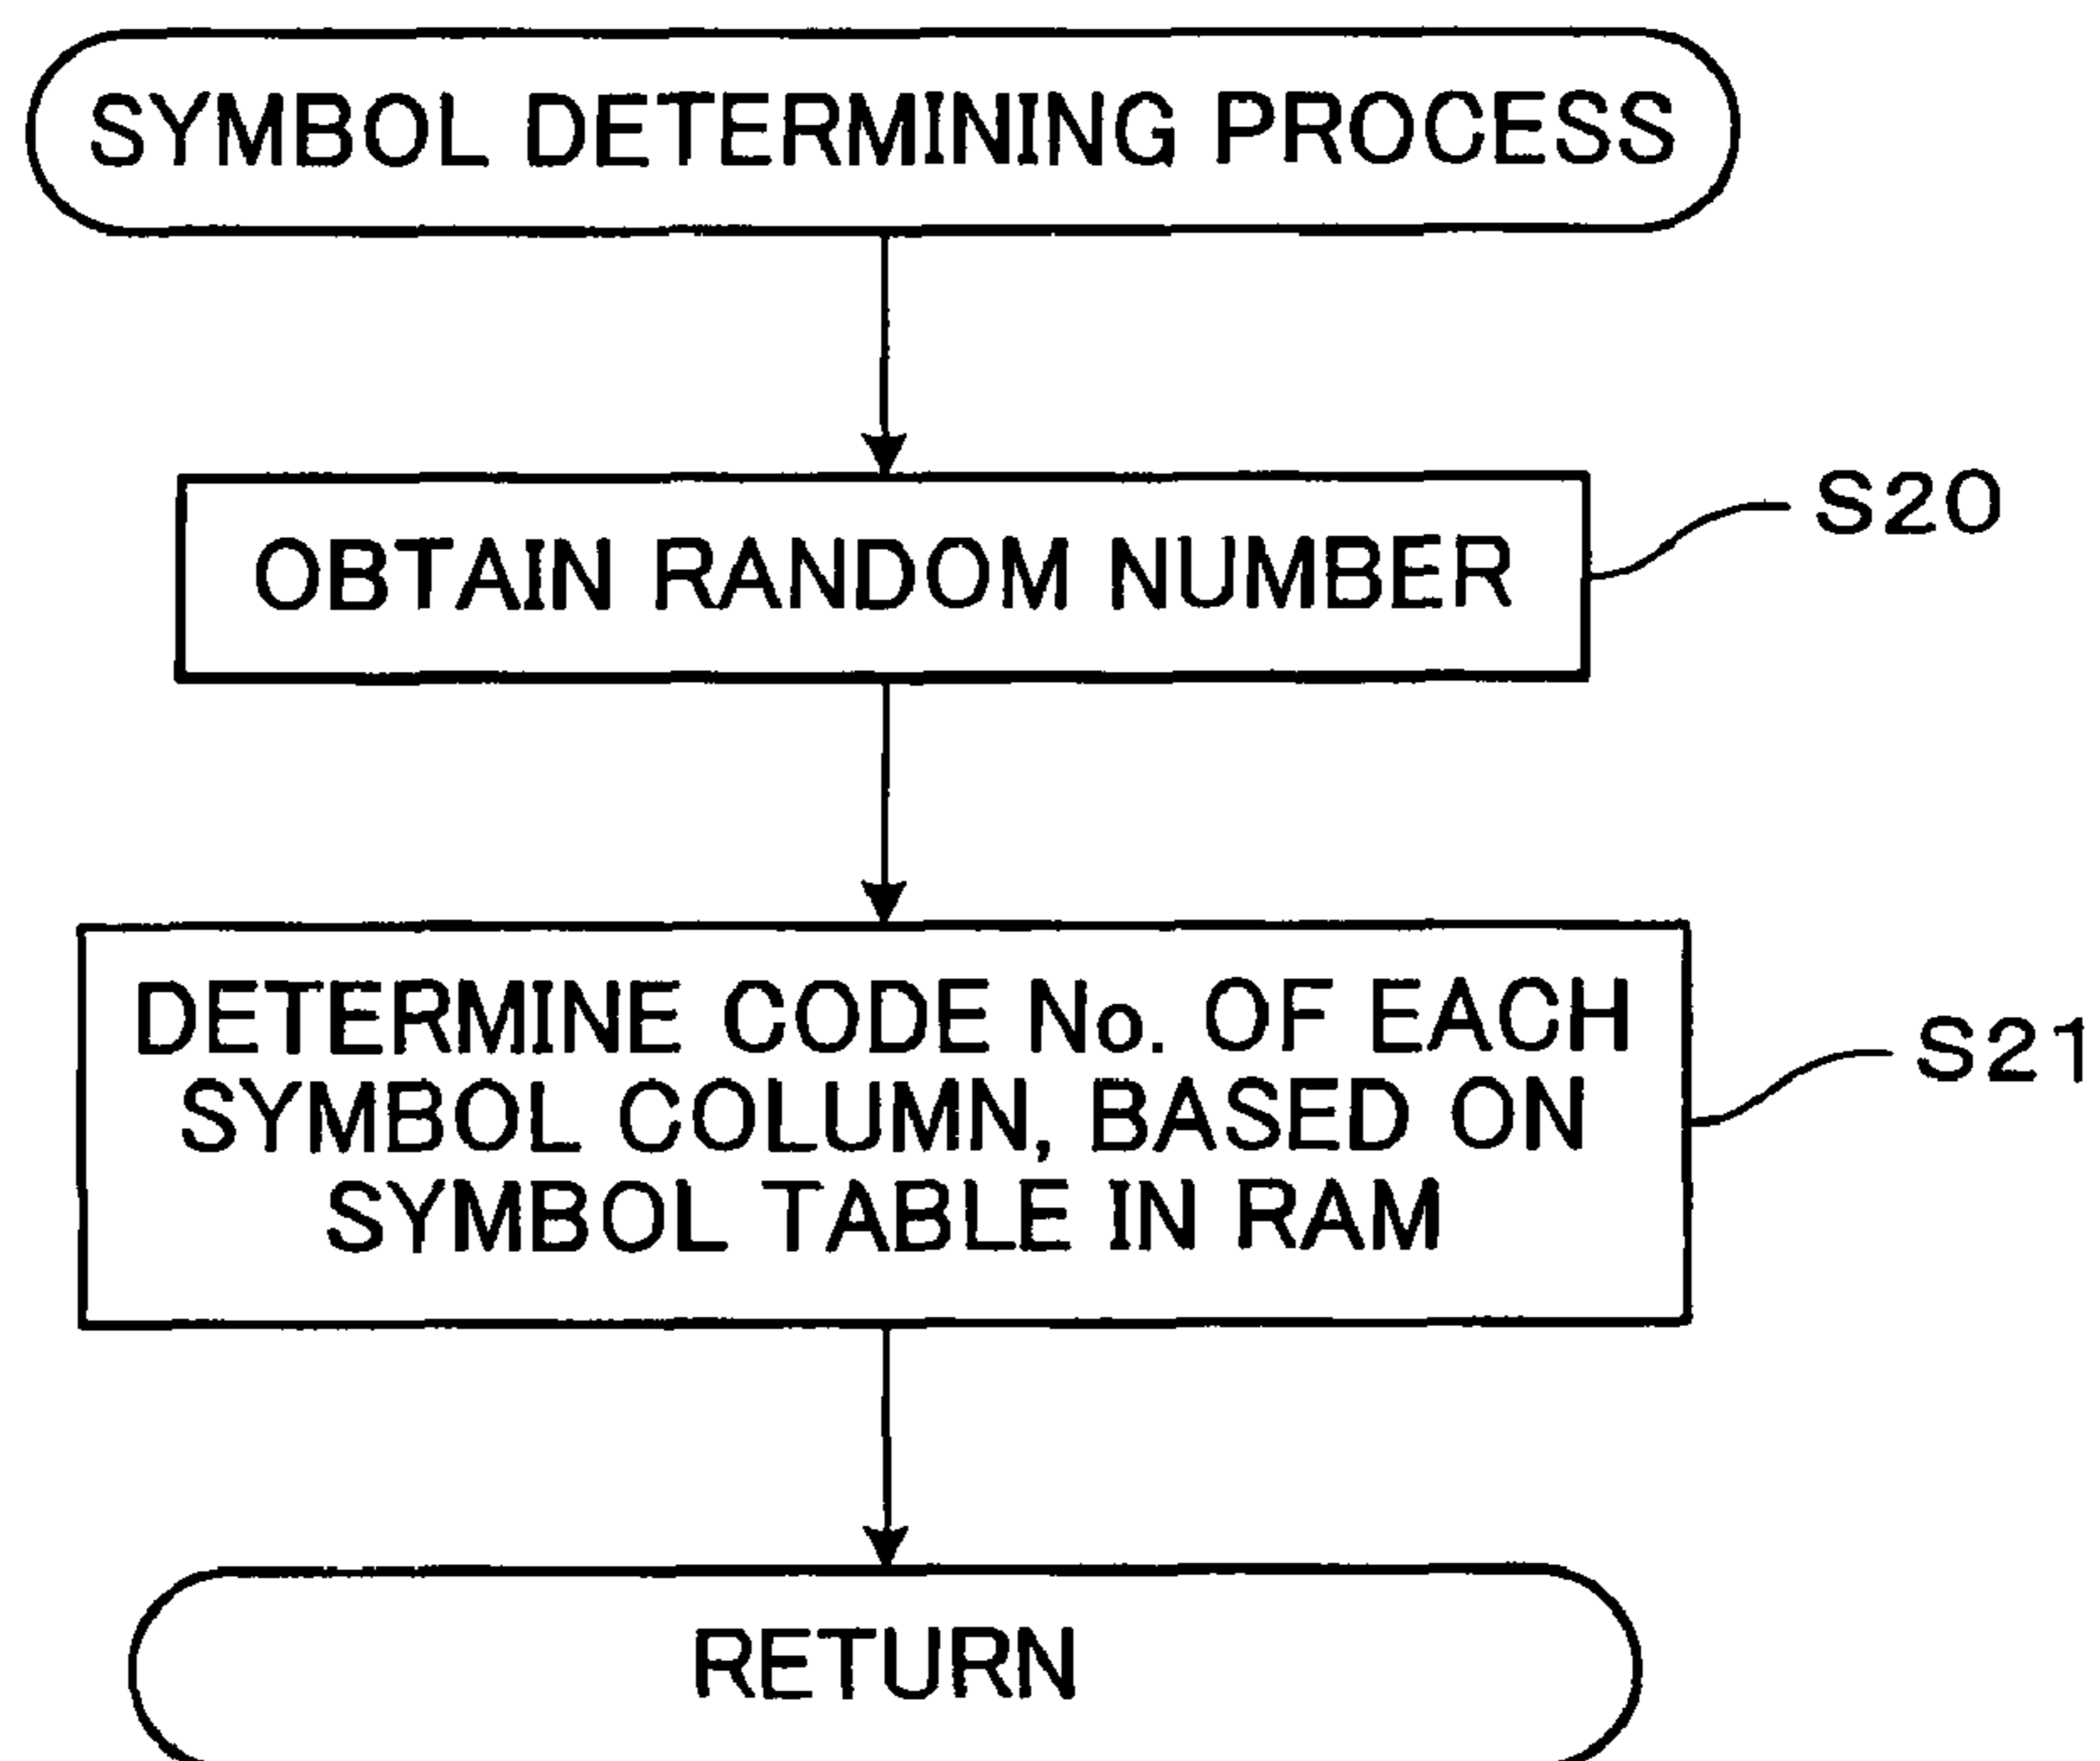 SYMBOL DETERMINING PROCESS
OBTAIN RANDOM NUMBER
S20
DETERMINE CODE No. OF EACH
SYMBOL COLUMN, BASED ON
SYMBOL TABLE IN RAM
S21
RETURN